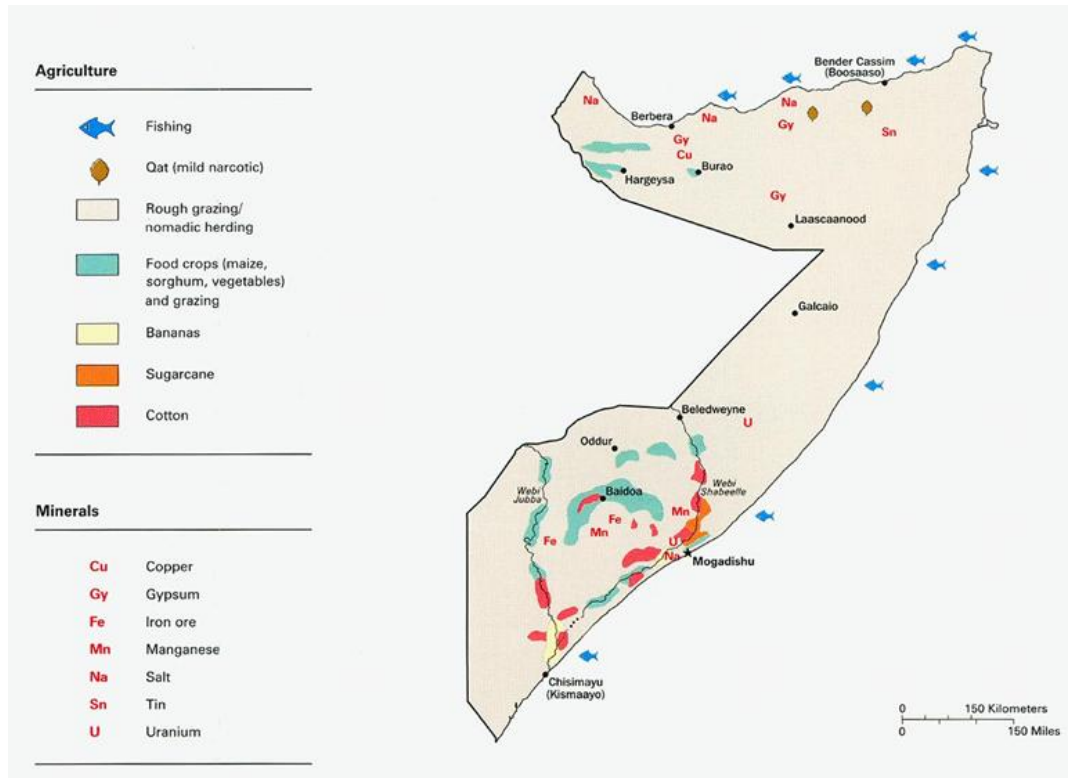 Agriculture
Fishing
Qat (mild narcotic)
Rough grazing/
nomadic herding
Food crops (maize,
sorghum, vegetables)
and grazing
Bananas
Sugarcane
Cotton
Minerals
Cu Copper
Gy Gypsum
Fe Iron ore
Mn Manganese
Na Salt
Sn Tin
U Uranium
Bender Cassim
(Boosaaso)
Na
Na
Berbera
Na
Gy
Sn
Gy
Cu
Burao
Hargeysa
Gy
Laascaanood
Galcaio
Beledweyne
U
Oddur
Webi
Jubba
Baidoa
Webi
Shabeelle
Mn
Fe
Mn
Fe
U
Na
Mogadishu
Chisimayu
(Kismaayo)
0 150 Kilometers
0 150 Miles